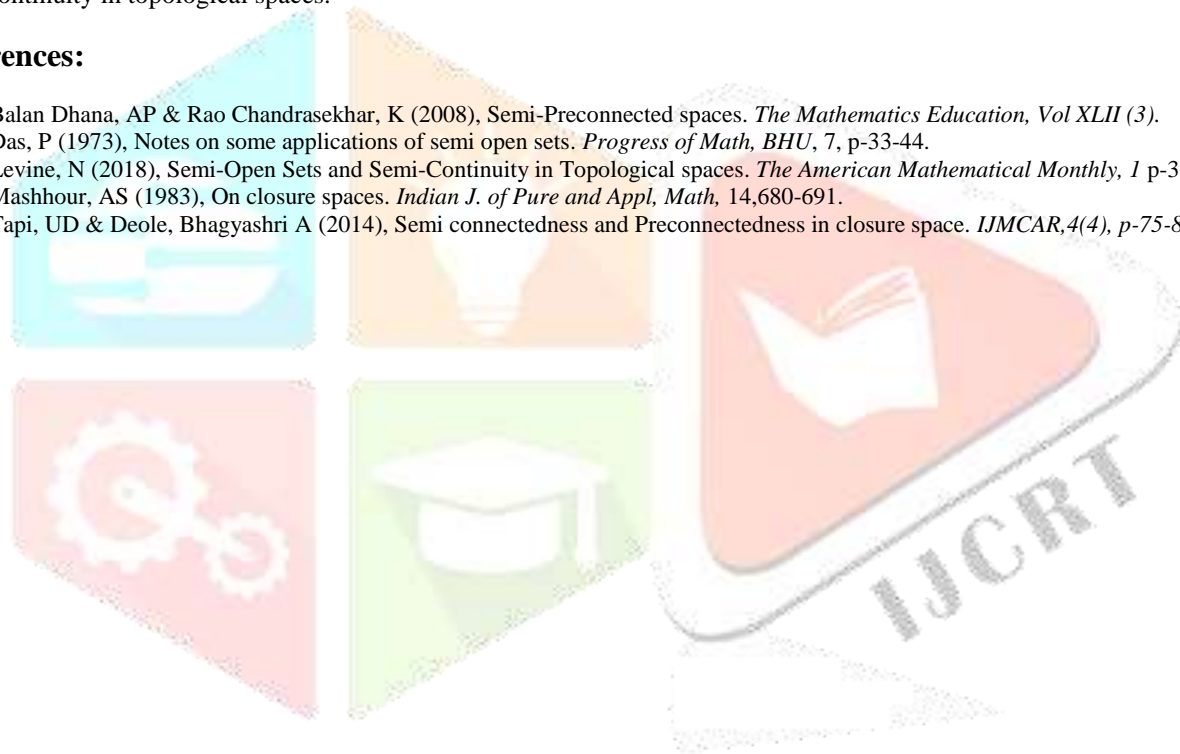 continuity in topological spaces.
rences:
Balan Dhana, AP & Rao Chandrasekhar, K (2008), Semi-Preconnected spaces. The Mathematics Education, Vol XLII (3).
Das, P (1973), Notes on some applications of semi open sets. Progress of Math, BHU, 7, p-33-44.
Levine, N (2018), Semi-Open Sets and Semi-Continuity in Topological spaces. The American Mathematical Monthly, 1 p-3
Mashhour, AS (1983), On closure spaces. Indian J. of Pure and Appl, Math, 14,680-691.
Tapi, UD & Deole, Bhagyashri A (2014), Semi connectedness and Preconnectedness in closure space. IJMCAR,4(4), p-75-8
IJCRT